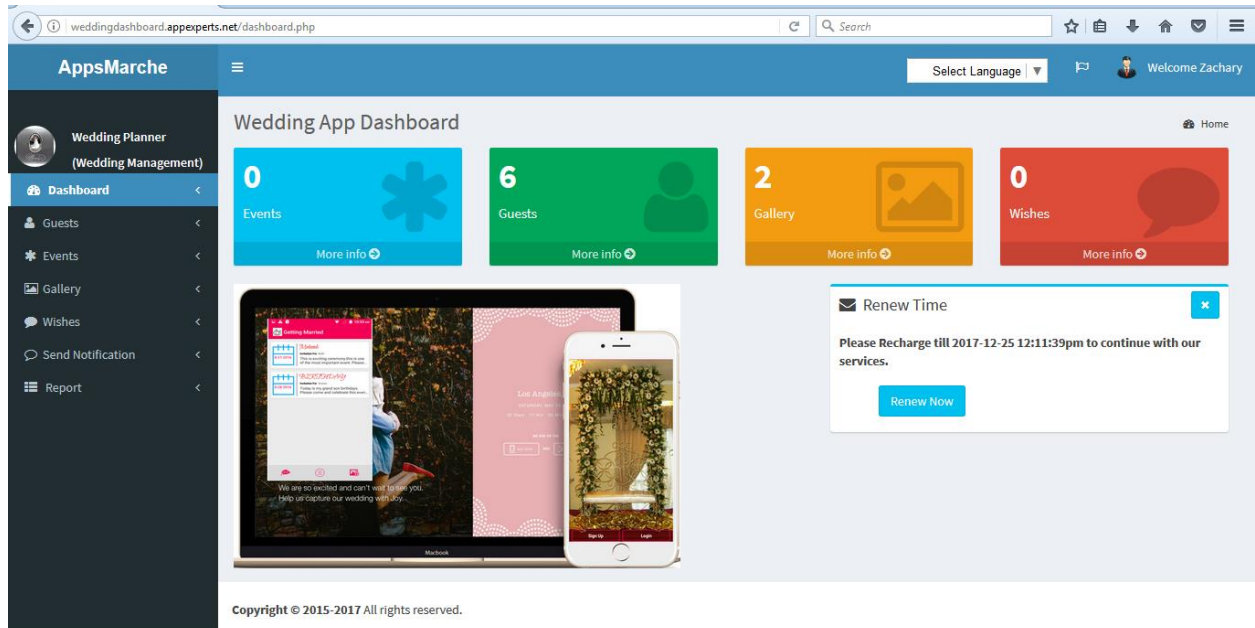 weddingdashboard.appexperts.net/dashboard.php
Search
AppsMarche
Select Language
Welcome Zachary
Wedding Planner
(Wedding Management)
Dashboard
Guests
Events
Gallery
Wishes
Send Notification
Report
Wedding App Dashboard
Home
0
Events
More info
6
Guests
More info
2
Gallery
More info
0
Wishes
More info
Getting Married
We are so excited and can't wait to see you.
Help us capture our wedding with Joy.
Los Angeles
Macbook
Sign Up
Login
Renew Time
Please Recharge till 2017-12-25 12:11:39pm to continue with our
services.
Renew Now
Copyright © 2015-2017 All rights reserved.